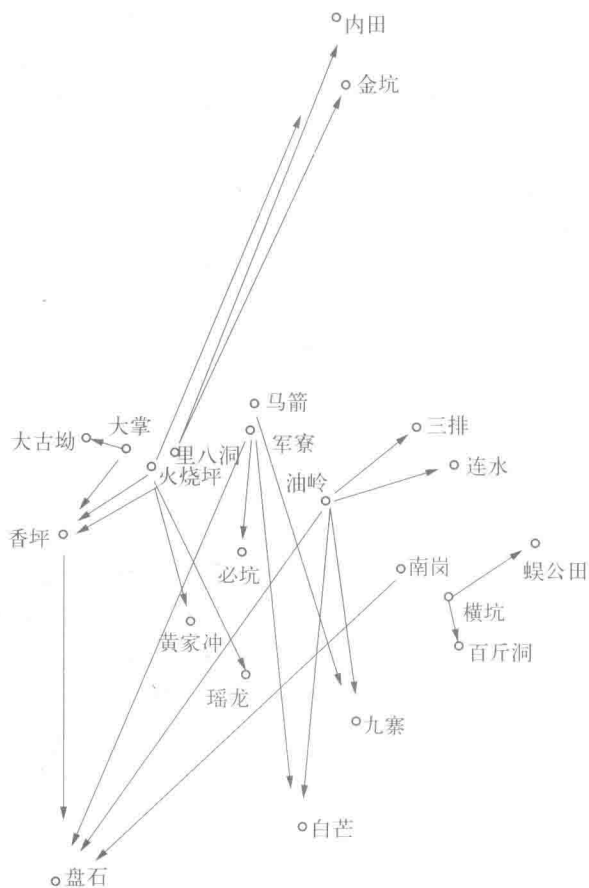 内田
金坑
马箭
大掌
大古坳
军寮
三排
里八洞
火烧坪
连水
油岭
香坪
南岗
蜈公田
必坑
横坑
黄家冲
百斤洞
瑶龙
九寨
白芒
盘石